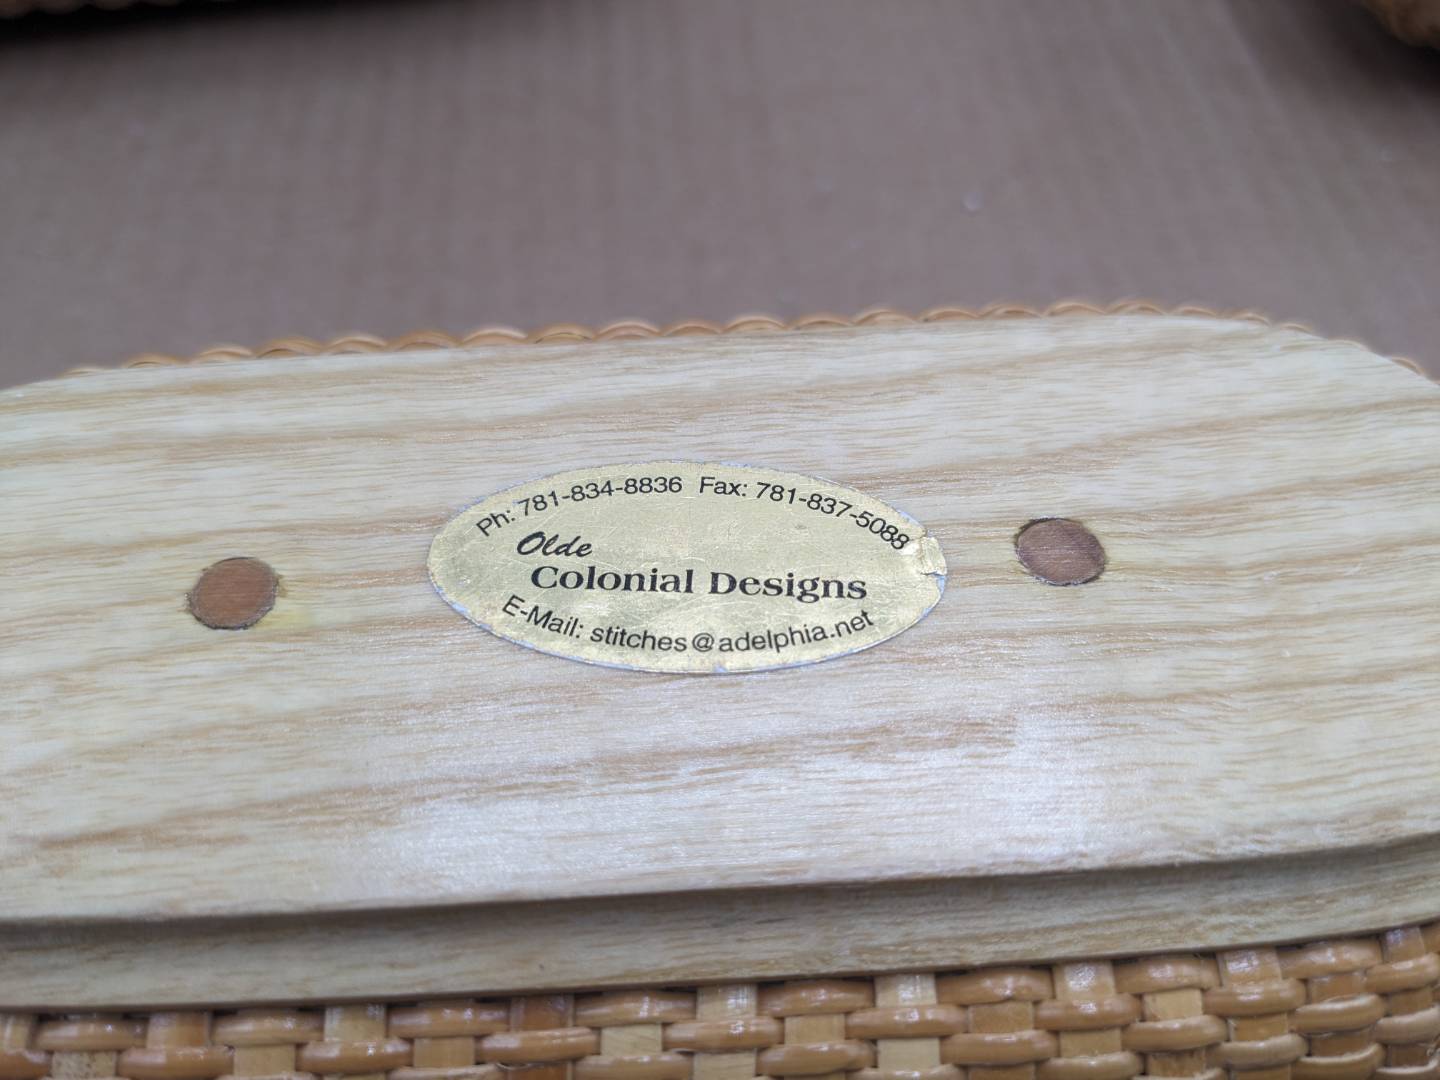 Ph: 781-834-8836 Fax: 781-837-5088
Olde
Colonial Designs
E-Mail: stitches@adelphia.net